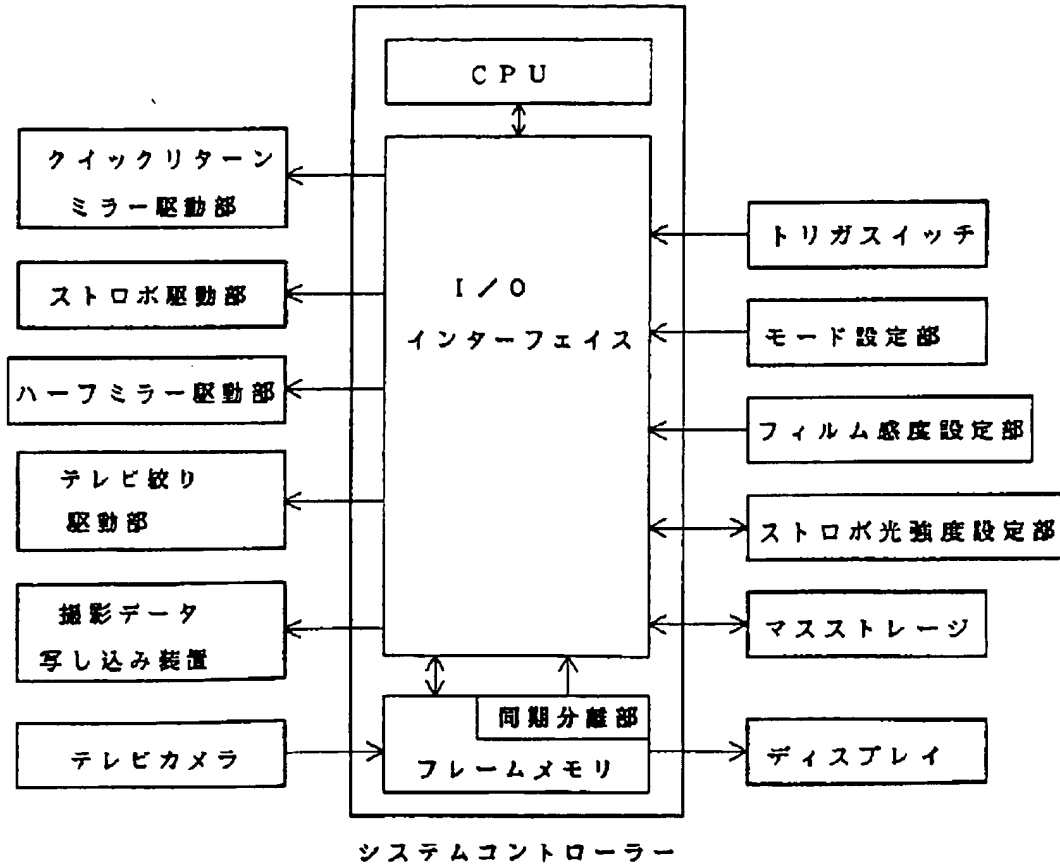 CPU
クイックリターン
ミラー駆動部
ストロボ駆動部
ハーフミラー駆動部
テレビ絞り
駆動部
撮影データ
写し込み装置
テレビカメラ
I/O
インターフェイス
同期分離部
フレームメモリ
トリガスイッチ
モード設定部
フィルム感度設定部
ストロボ光強度設定部
マスストレージ
ディスプレイ
システムコントローラー